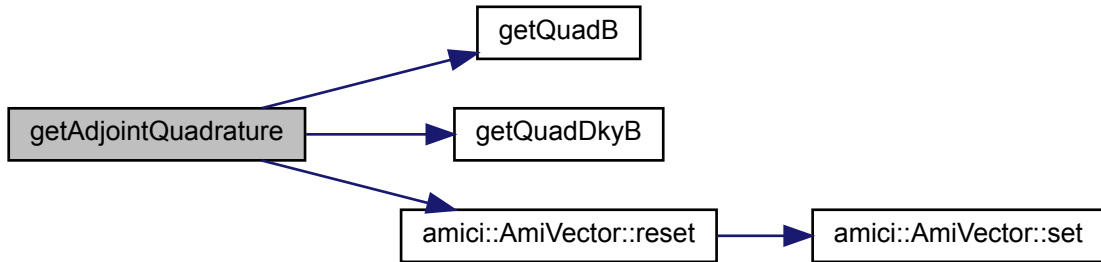 getQuadB
getAdjointQuadrature
getQuadDkyB
amici::AmiVector::reset
amici::AmiVector::set